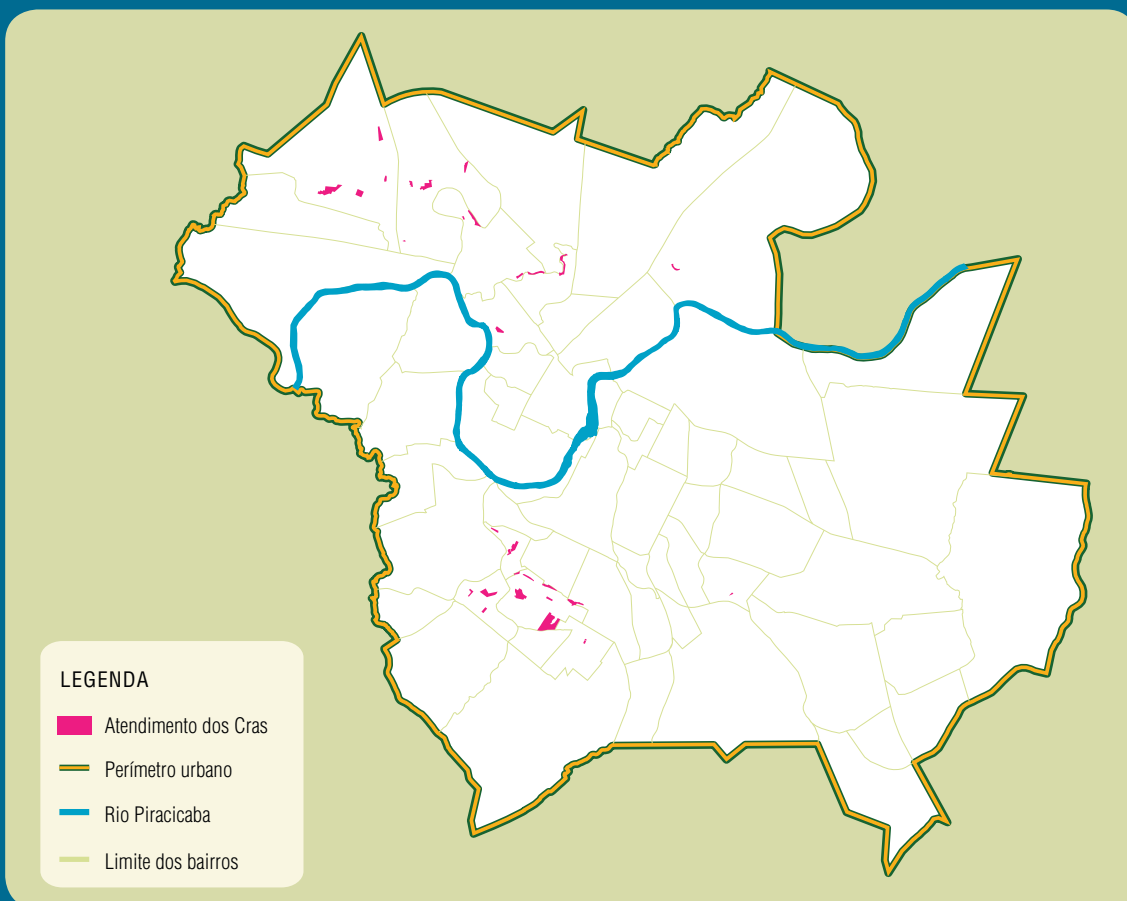 LEGENDA
Atendimento dos Cras
Perímetro urbano
Rio Piracicaba
Limite dos bairros